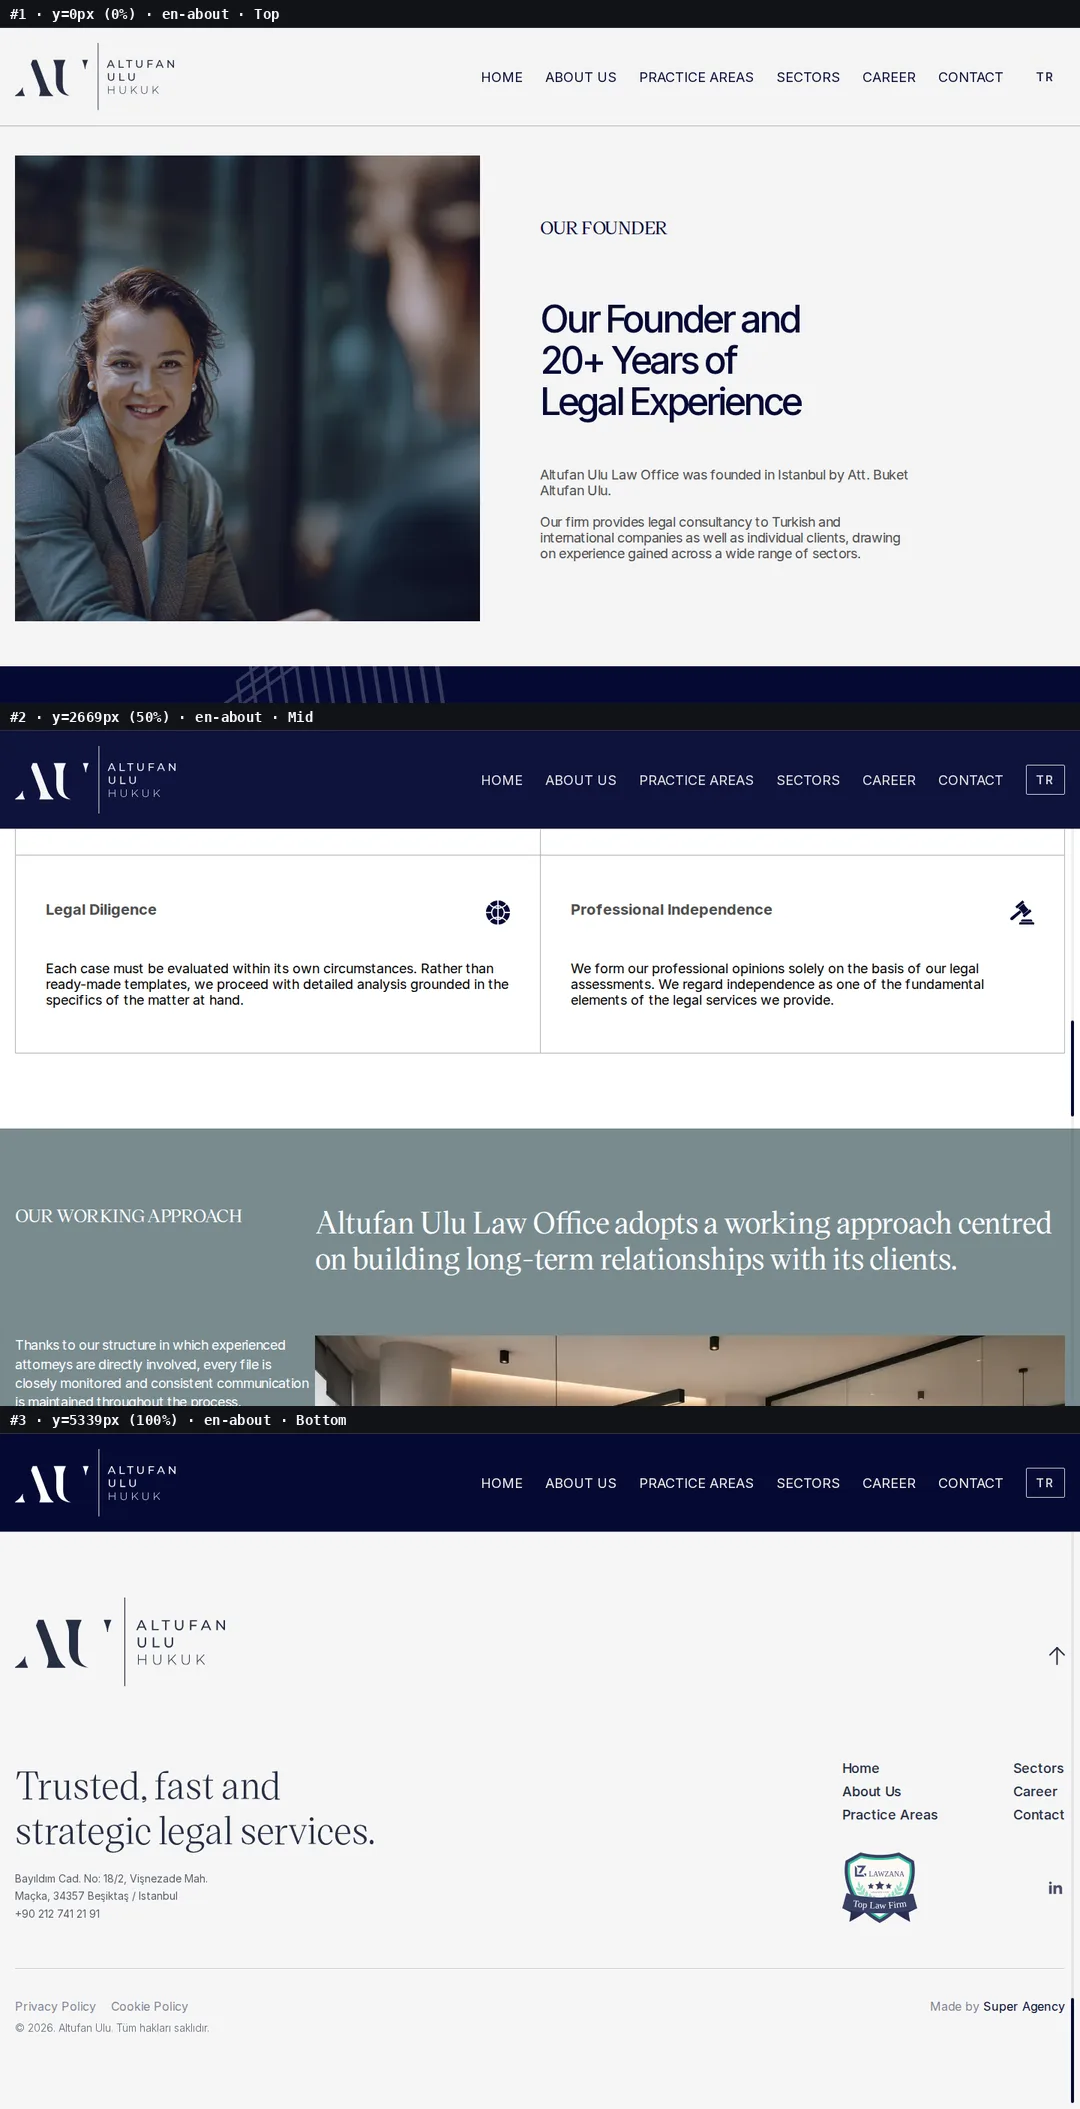 #1 · y=0px (0%) · en-about · Top
ALTUFAN
ULU
HUKUK
HOME ABOUT US PRACTICE AREAS SECTORS CAREER CONTACT TR
OUR FOUNDER
Our Founder and
20+ Years of
Legal Experience
Altufan Ulu Law Office was founded in Istanbul by Att. Buket
Altufan Ulu.
Our firm provides legal consultancy to Turkish and
international companies as well as individual clients, drawing
on experience gained across a wide range of sectors.
#2 · y=2669px (50%) · en-about · Mid
ALTUFAN
ULU
HUKUK
HOME ABOUT US PRACTICE AREAS SECTORS CAREER CONTACT TR
Legal Diligence
Each case must be evaluated within its own circumstances. Rather than
ready-made templates, we proceed with detailed analysis grounded in the
specifics of the matter at hand.
Professional Independence
We form our professional opinions solely on the basis of our legal
assessments. We regard independence as one of the fundamental
elements of the legal services we provide.
OUR WORKING APPROACH
Altufan Ulu Law Office adopts a working approach centred
on building long-term relationships with its clients.
Thanks to our structure in which experienced
attorneys are directly involved, every file is
closely monitored and consistent communication
is maintained throughout the process.
#3 · y=5339px (100%) · en-about · Bottom
ALTUFAN
ULU
HUKUK
HOME ABOUT US PRACTICE AREAS SECTORS CAREER CONTACT TR
ALTUFAN
ULU
HUKUK
Trusted, fast and
strategic legal services.
Bayıldım Cad. No: 18/2, Vişnezade Mah.
Maçka, 34357 Beşiktaş / Istanbul
+90 212 741 21 91
Home
About Us
Practice Areas
Sectors
Career
Contact
LAWZANA
Top Law Firm
in
Privacy Policy Cookie Policy
© 2026. Altufan Ulu. Tüm hakları saklıdır.
Made by Super Agency